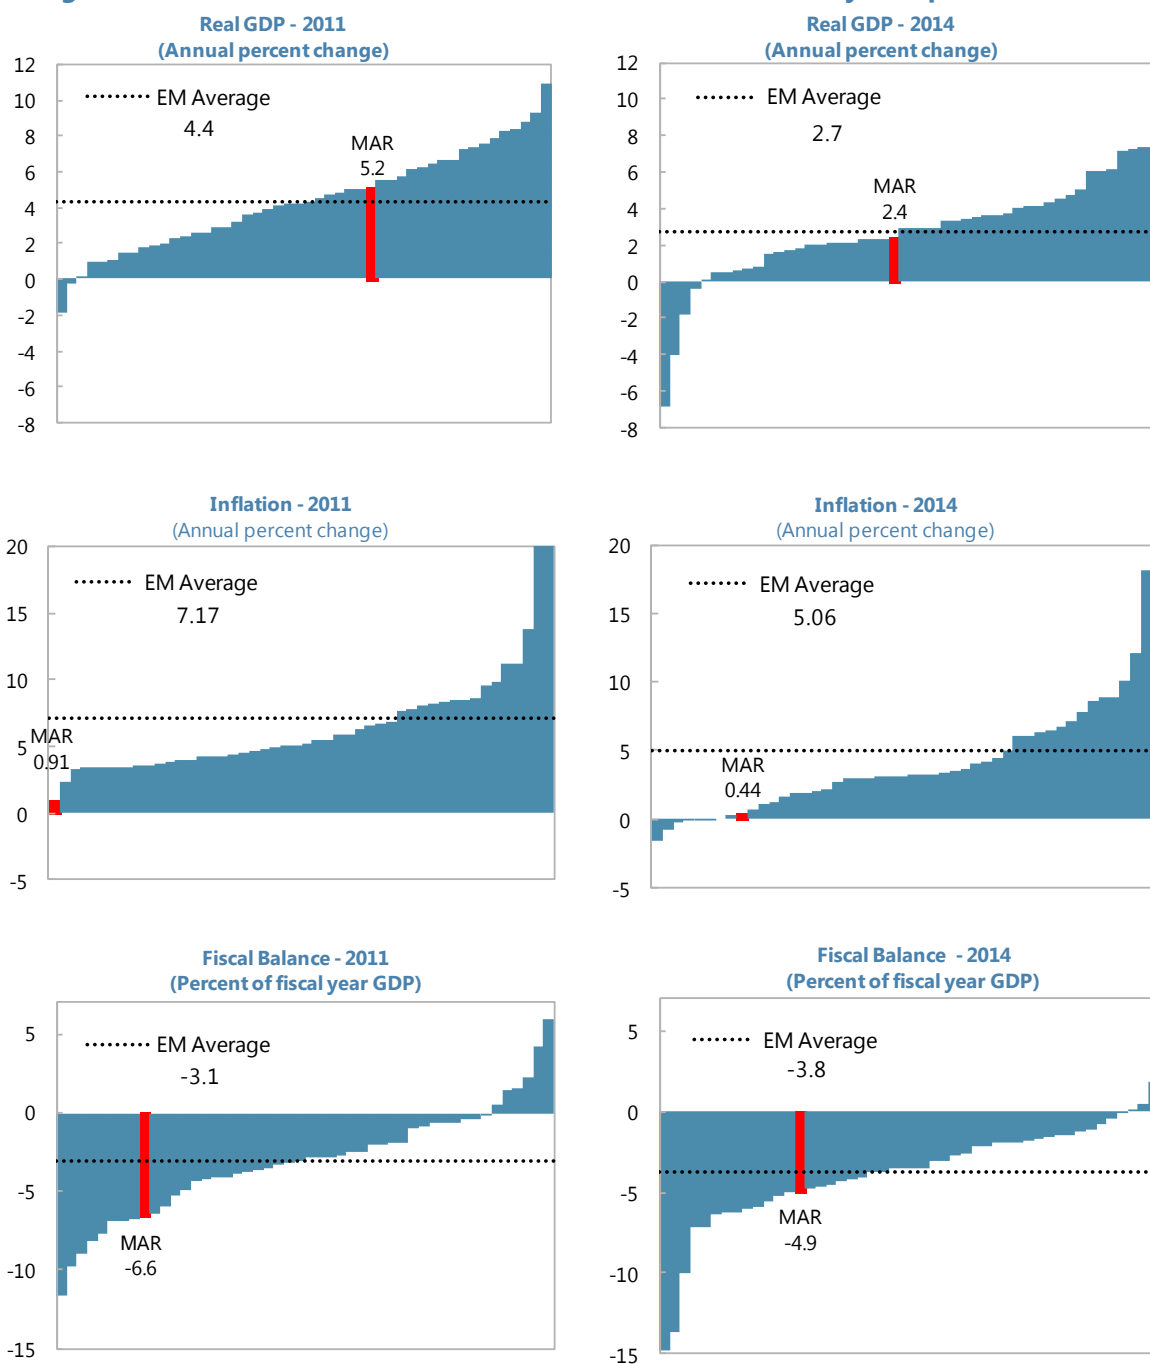 Real GDP - 2011
(Annual percent change)
12
10
8
6
4
2
0
-2
-4
-6
-8
EM Average
4.4
MAR
5.2
Real GDP - 2014
(Annual percent change)
12
10
8
6
4
2
0
-2
-4
-6
-8
EM Average
2.7
MAR
2.4
Inflation - 2011
(Annual percent change)
20
15
10
5
0
-5
EM Average
7.17
MAR
0.91
Inflation - 2014
(Annual percent change)
20
15
10
5
0
-5
EM Average
5.06
MAR
0.44
Fiscal Balance - 2011
(Percent of fiscal year GDP)
5
0
-5
-10
-15
EM Average
-3.1
MAR
-6.6
Fiscal Balance - 2014
(Percent of fiscal year GDP)
5
0
-5
-10
-15
EM Average
-3.8
MAR
-4.9